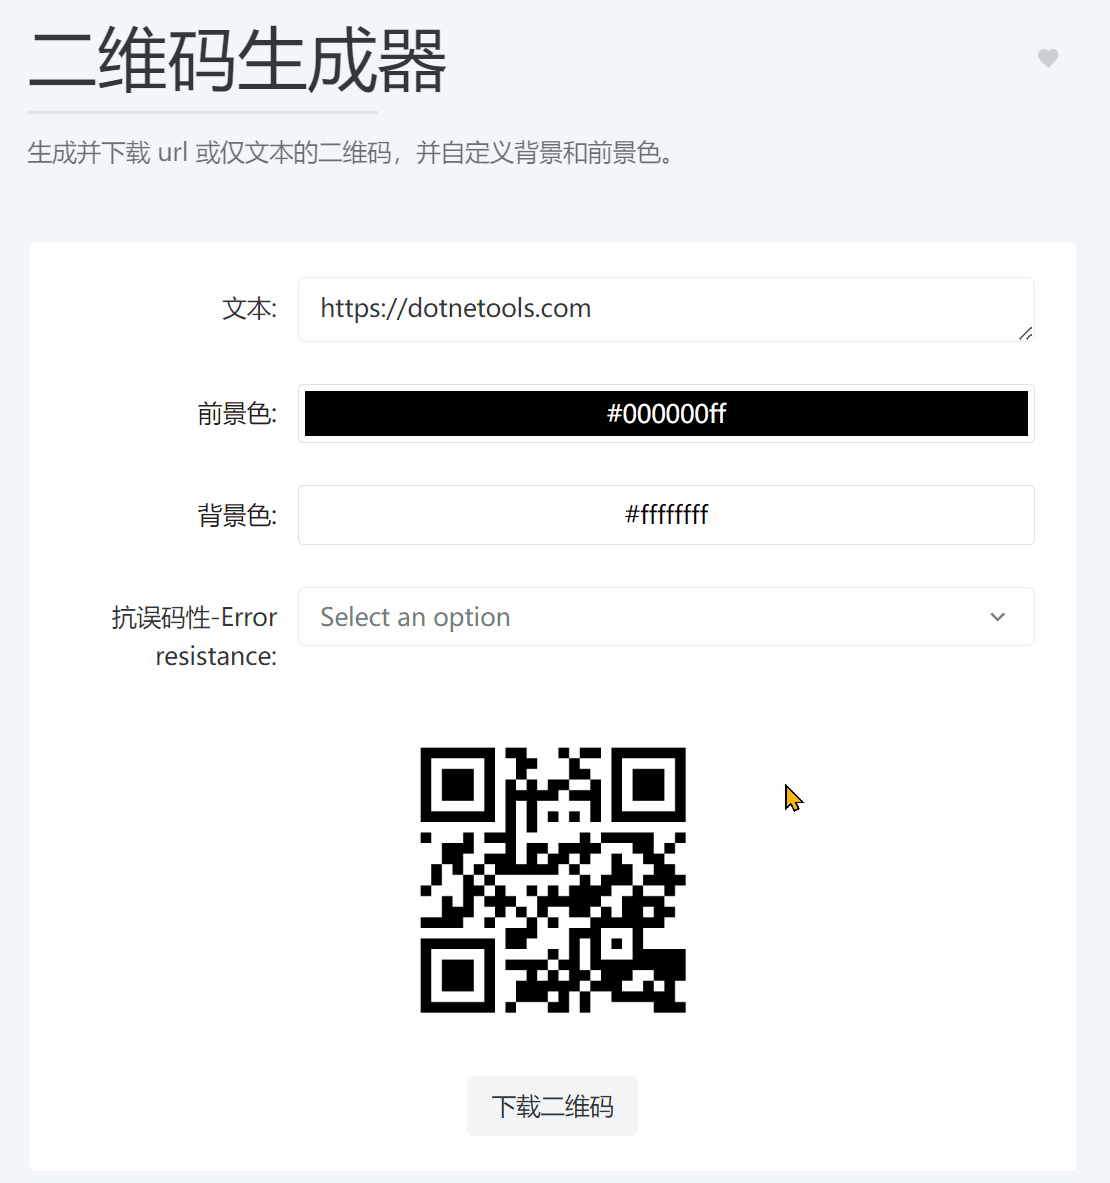 二维码生成器
生成并下载 url 或仅文本的二维码，并自定义背景和前景色。
文本: https://dotnetools.com
前景色: #000000ff
背景色: #ffffffff
抗误码性-Error Select an option
resistance:
下载二维码